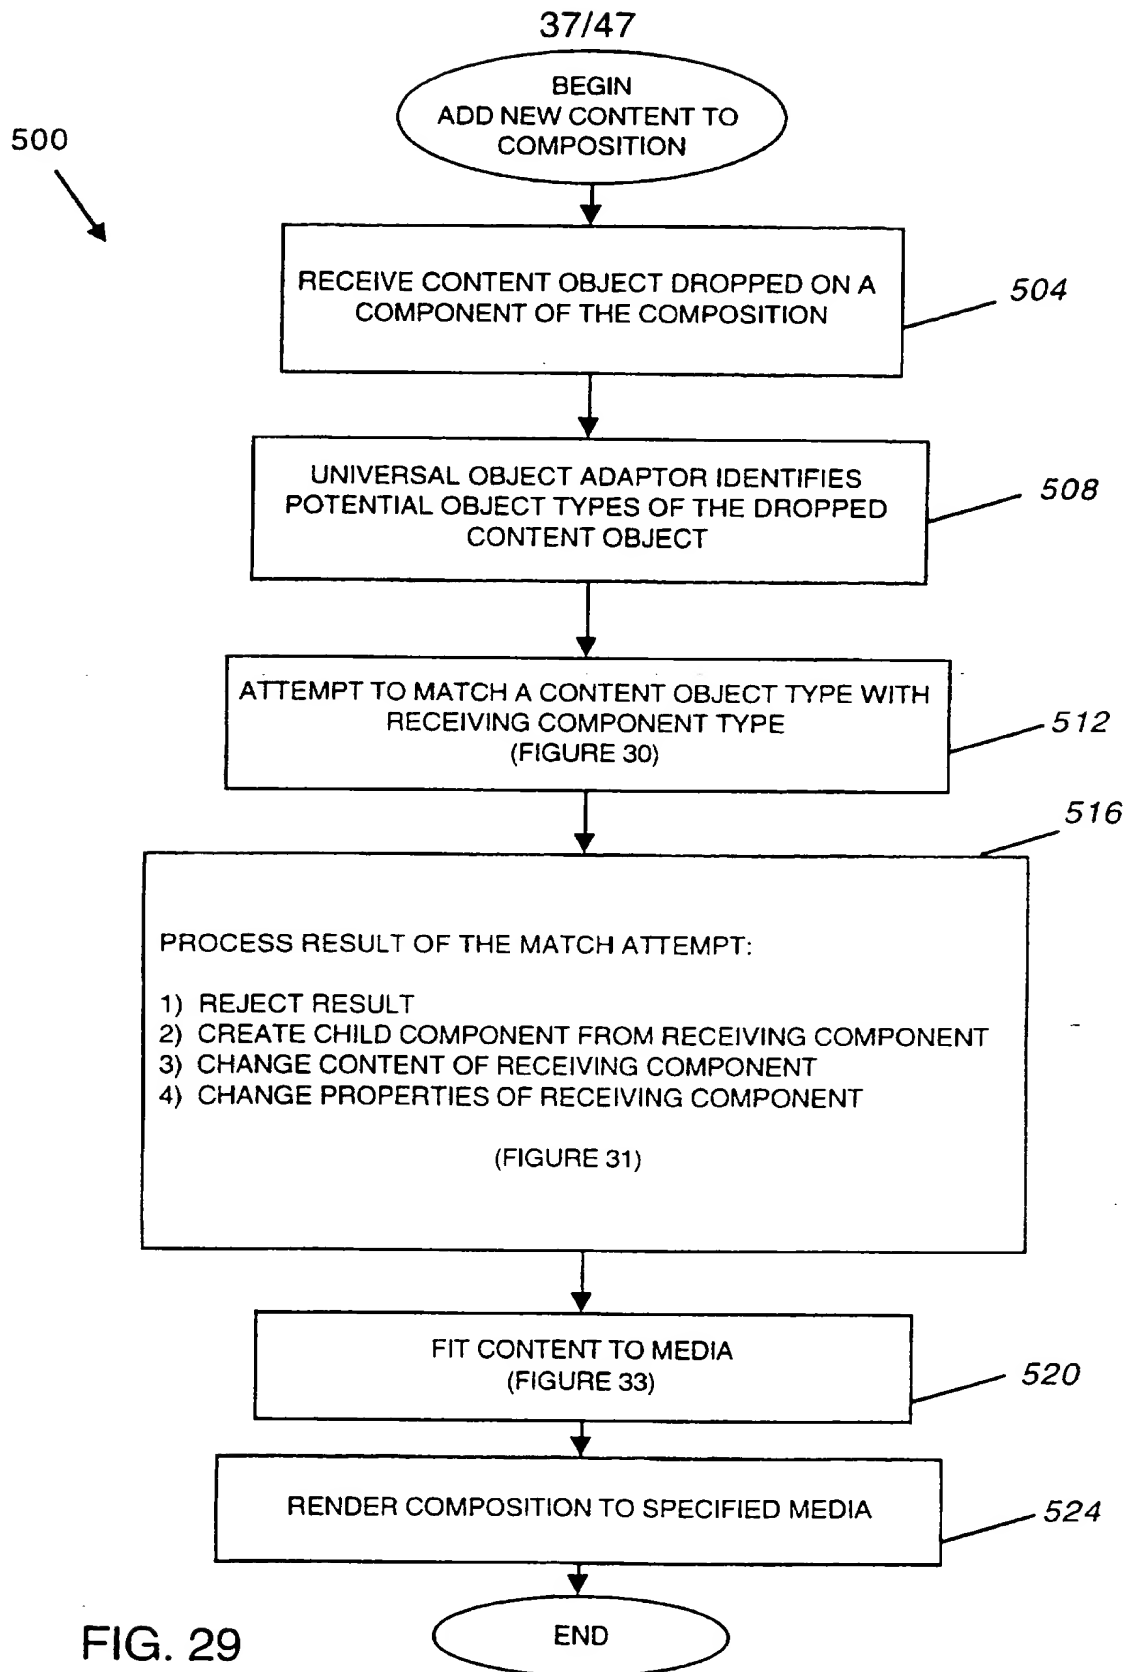 37/47
BEGIN
ADD NEW CONTENT TO
COMPOSITION
500
RECEIVE CONTENT OBJECT DROPPED ON A
COMPONENT OF THE COMPOSITION
504
UNIVERSAL OBJECT ADAPTOR IDENTIFIES
POTENTIAL OBJECT TYPES OF THE DROPPED
CONTENT OBJECT
508
ATTEMPT TO MATCH A CONTENT OBJECT TYPE WITH
RECEIVING COMPONENT TYPE
(FIGURE 30)
512
516
PROCESS RESULT OF THE MATCH ATTEMPT:
1) REJECT RESULT
2) CREATE CHILD COMPONENT FROM RECEIVING COMPONENT
3) CHANGE CONTENT OF RECEIVING COMPONENT
4) CHANGE PROPERTIES OF RECEIVING COMPONENT
(FIGURE 31)
FIT CONTENT TO MEDIA
(FIGURE 33)
520
RENDER COMPOSITION TO SPECIFIED MEDIA
524
END
FIG. 29